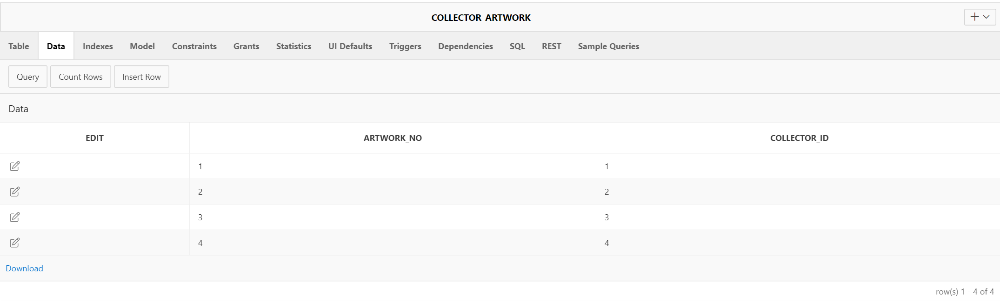 COLLECTOR_ARTWORK
Table Data Indexes Model Constraints Grants Statistics UI Defaults Triggers Dependencies SQL REST Sample Queries
Query Count Rows Insert Row
Data
EDIT ARTWORK_NO COLLECTOR_ID
1 1
2 2
3 3
4 4
Download
row(s) 1 - 4 of 4